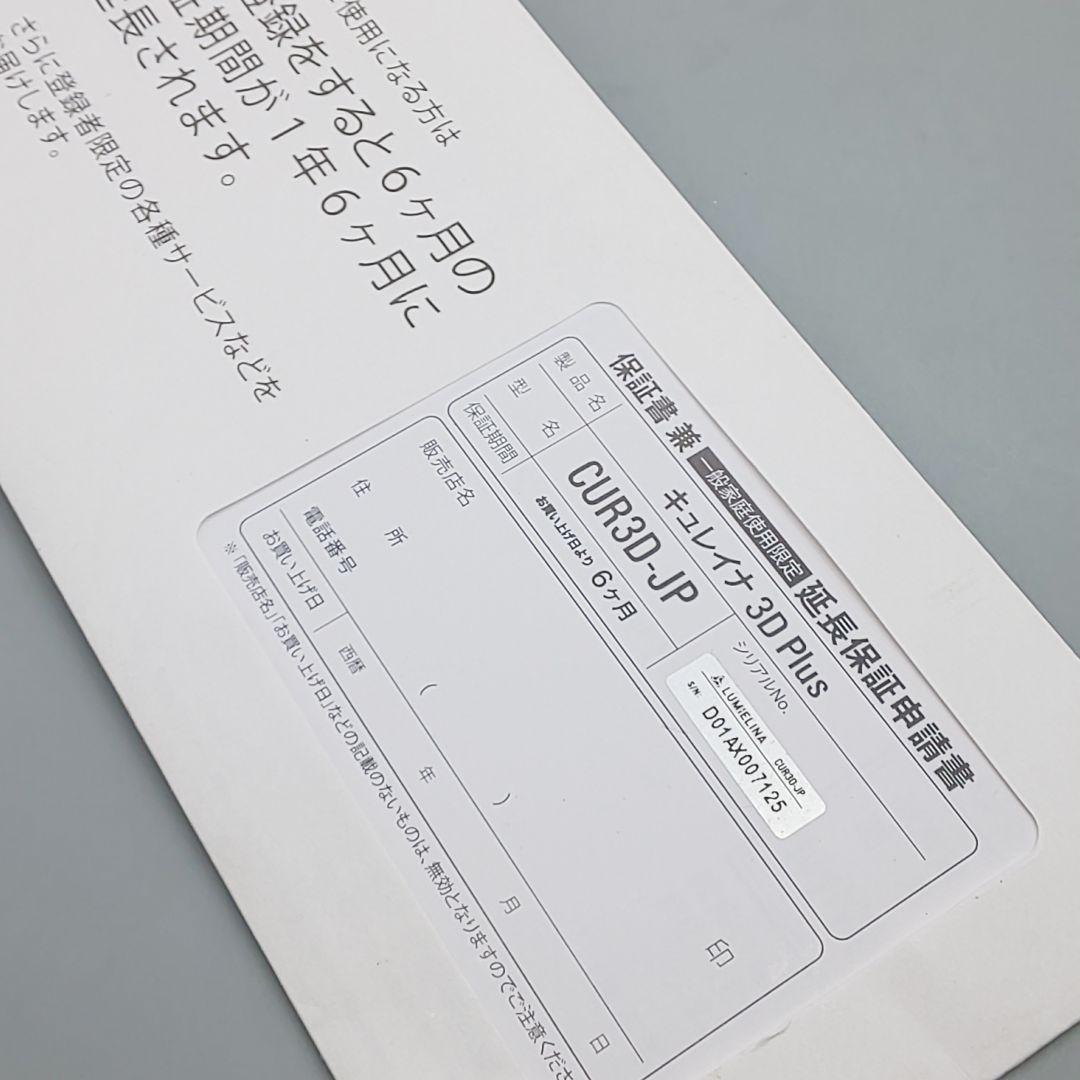 使用になる方は
登録をすると6ヶ月の
証期間が1年6ヶ月に
長されます。
さらに登録者限定の各種サービスなどを
届けします。
保証書 兼 一般家庭使用限定 延長保証申請書
製品名 キュレイナ 3D Plus
型名 CUR3D-JP
シリアルNo.
LUMIELINA CUR3D-JP
S/N: D01AX007125
保証期間 お買い上げ日より 6ヶ月
販売店名 印
住所
電話番号 ( )
お買い上げ日 西暦 年 月 日
※「販売店名」「お買い上げ日」などの記載のないものは、無効となりますのでご注意くださ